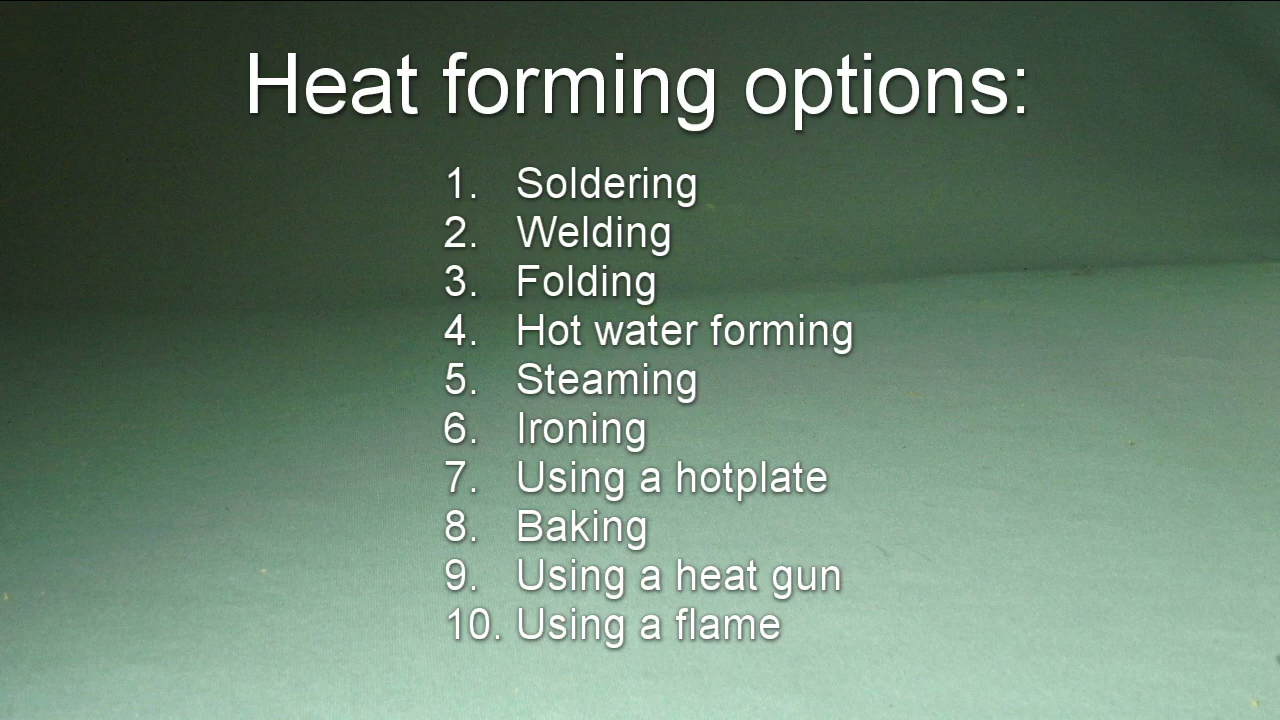 Heat forming options:
1. Soldering
2. Welding
3. Folding
4. Hot water forming
5. Steaming
6. Ironing
7. Using a hotplate
8. Baking
9. Using a heat gun
10. Using a flame